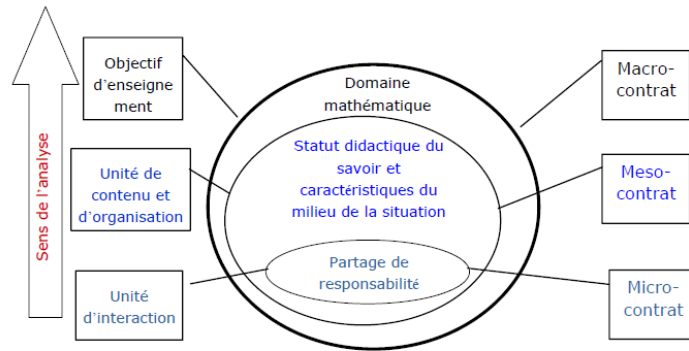 Sens de l'analyse
Objectif
d'enseigne
ment
Domaine
mathématique
Macro-
contrat
Unité de
contenu et
d'organisation
Statut didactique du
savoir et
caractéristiques du
milieu de la situation
Meso-
contrat
Unité
d'interaction
Partage de
responsabilité
Micro-
contrat